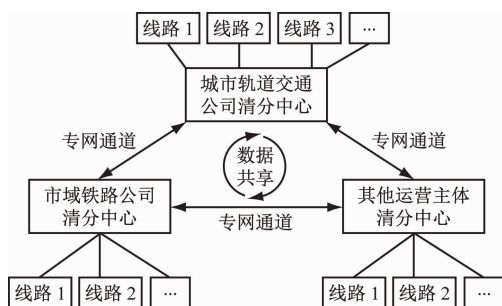 线路 1
线路 2
线路 3
...
城市轨道交通
公司清分中心
专网通道
专网通道
数据
共享
市域铁路公司
清分中心
其他运营主体
清分中心
专网通道
线路 1
线路 2
...
线路 1
线路 2
...